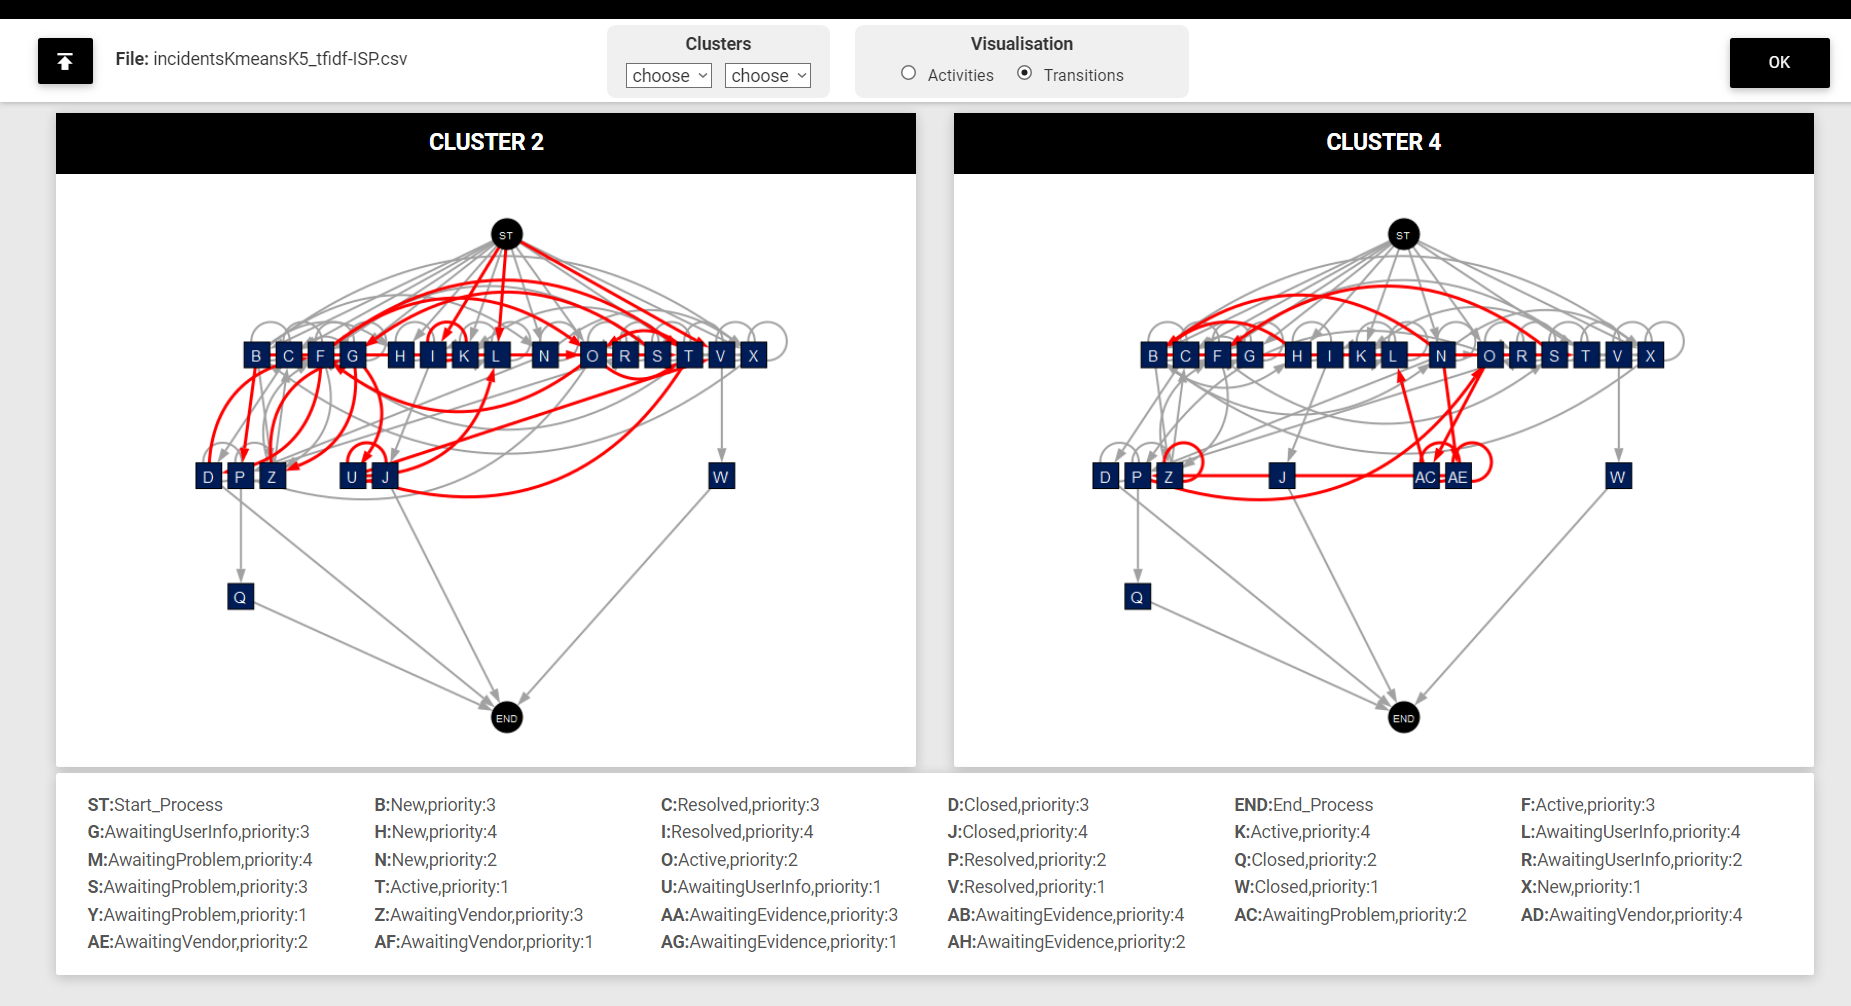 File: incidentsKmeansK5_tfidf-ISP.csv
Clusters
choose choose
Visualisation
Activities Transitions
OK
CLUSTER 2
ST
B C F G H I K L N O R S T V X
D P Z U J W
Q
END
CLUSTER 4
ST
B C F G H I K L N O R S T V X
D P Z J AC AE W
Q
END
ST:Start_Process B:New,priority:3 C:Resolved,priority:3 D:Closed,priority:3 END:End_Process F:Active,priority:3
G:AwaitingUserInfo,priority:3 H:New,priority:4 I:Resolved,priority:4 J:Closed,priority:4 K:Active,priority:4 L:AwaitingUserInfo,priority:4
M:AwaitingProblem,priority:4 N:New,priority:2 O:Active,priority:2 P:Resolved,priority:2 Q:Closed,priority:2 R:AwaitingUserInfo,priority:2
S:AwaitingProblem,priority:3 T:Active,priority:1 U:AwaitingUserInfo,priority:1 V:Resolved,priority:1 W:Closed,priority:1 X:New,priority:1
Y:AwaitingProblem,priority:1 Z:AwaitingVendor,priority:3 AA:AwaitingEvidence,priority:3 AB:AwaitingEvidence,priority:4 AC:AwaitingProblem,priority:2 AD:AwaitingVendor,priority:4
AE:AwaitingVendor,priority:2 AF:AwaitingVendor,priority:1 AG:AwaitingEvidence,priority:1 AH:AwaitingEvidence,priority:2